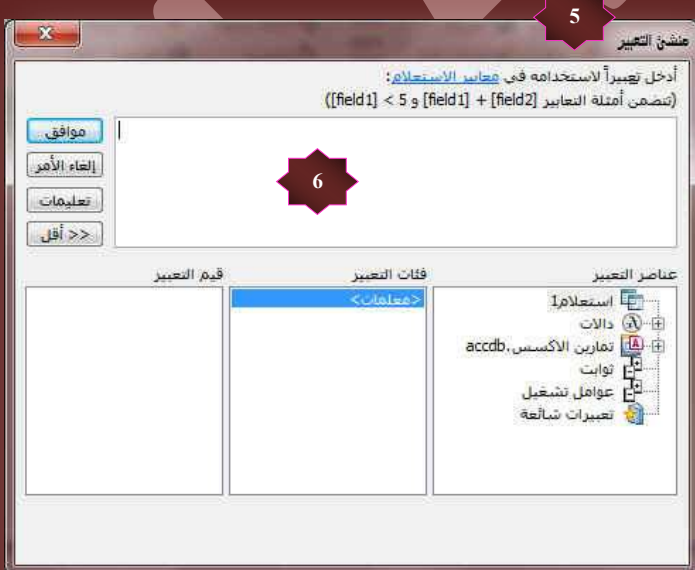 5
منشئ التعبير
أدخل تعبيراً لاستخدامه في معايير الاستعلام:
(تتضمن أمثلة التعابير [field1] + [field2] و [field1] < 5)
موافق
إلغاء الأمر
تعليمات
<< أقل
6
عناصر التعبير
فئات التعبير
قيم التعبير
استعلام1
دالات
تمارين الاكسس.accdb
ثوابت
عوامل تشغيل
تعبيرات شائعة
<معلمات>